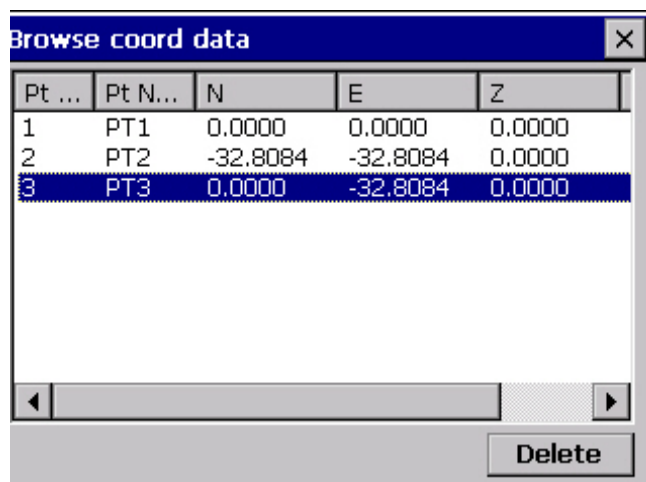 Browse coord data
Pt ... Pt N... N E Z
1 PT1 0.0000 0.0000 0.0000
2 PT2 -32.8084 -32.8084 0.0000
3 PT3 0.0000 -32.8084 0.0000
Delete